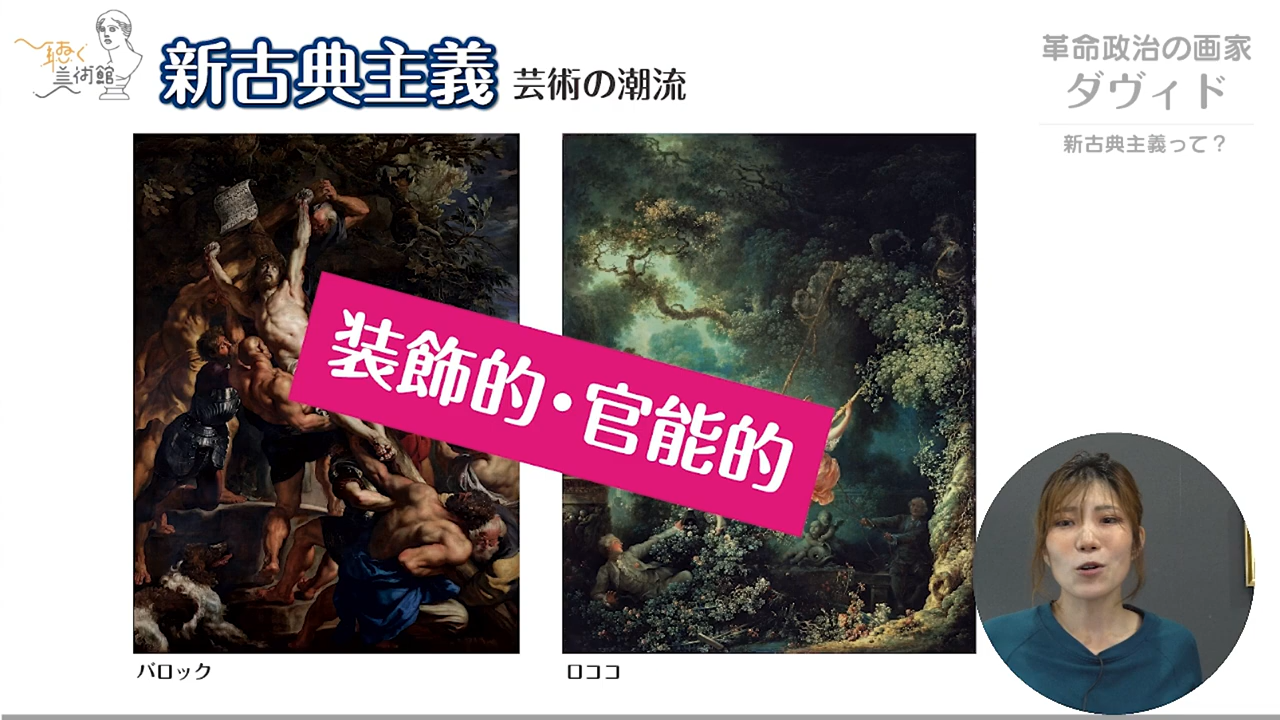 聴く
美術館
新古典主義 芸術の潮流
革命政治の画家
ダヴィド
新古典主義って？
装飾的・官能的
バロック
ロココ